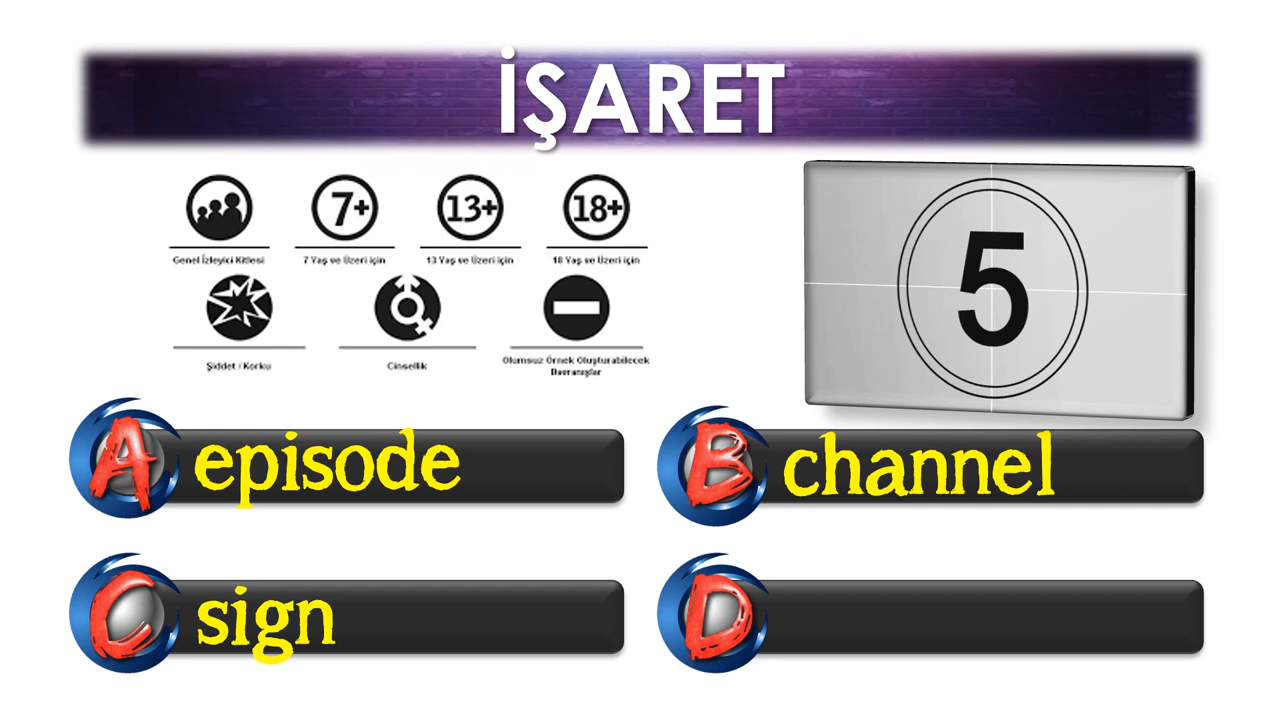 İŞARET
7+
13+
18+
Genel İzleyici Kitlesi
7 Yaş ve Üzeri için
13 Yaş ve Üzeri için
18 Yaş ve Üzeri için
Şiddet / Korku
Cinsellik
Olumsuz Örnek Oluşturabilecek
Davranışlar
5
A episode
B channel
C sign
D